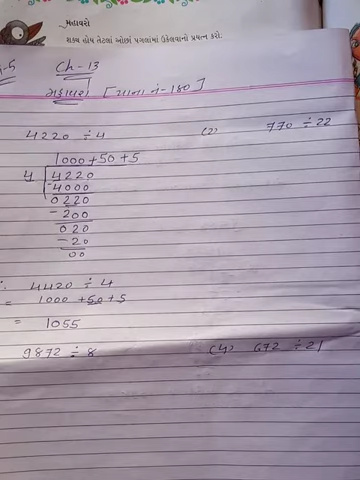 મહાવરો
શક્ય હોય તેટલાં ઓછાં પગલાંમાં ઉકેલવાનો પ્રયત્ન કરો.
Ch-13
મહાવરો [પાના નં-180]
4220 ÷ 4 (2) 770 ÷ 22
1000+50+5
4 4220
-4000
0220
-200
020
-20
00
4420 ÷ 4
= 1000 +50+5
= 1055
9872 ÷ 8 (4) 672 ÷ 21